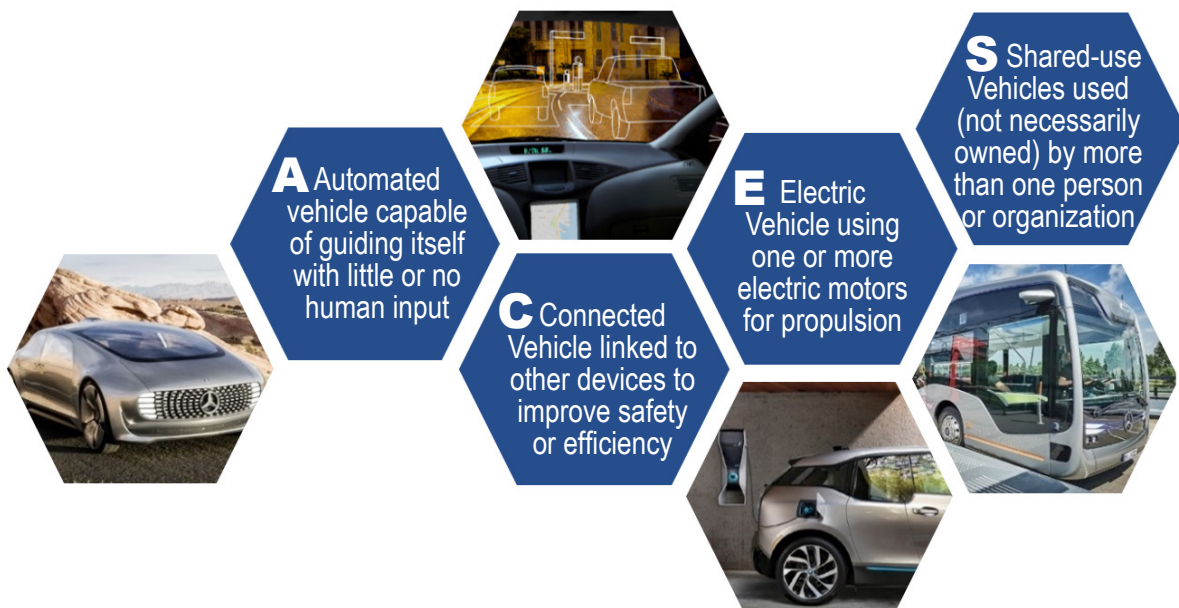 A Automated
vehicle capable
of guiding itself
with little or no
human input
C Connected
Vehicle linked to
other devices to
improve safety
or efficiency
E Electric
Vehicle using
one or more
electric motors
for propulsion
S Shared-use
Vehicles used
(not necessarily
owned) by more
than one person
or organization